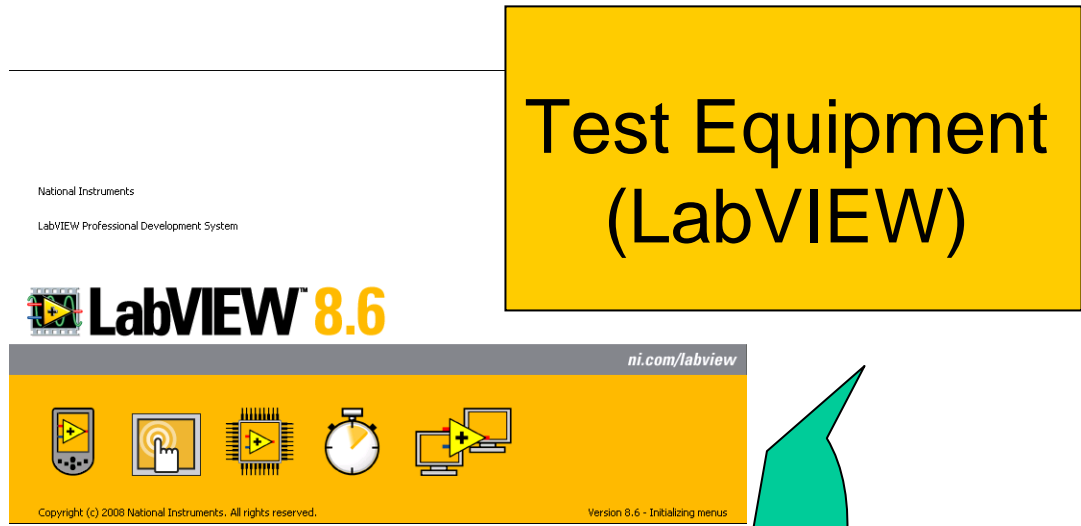 Test Equipment
(LabVIEW)
National Instruments
LabVIEW Professional Development System
LabVIEW™ 8.6
ni.com/labview
Copyright (c) 2008 National Instruments. All rights reserved.
Version 8.6 - Initializing menus